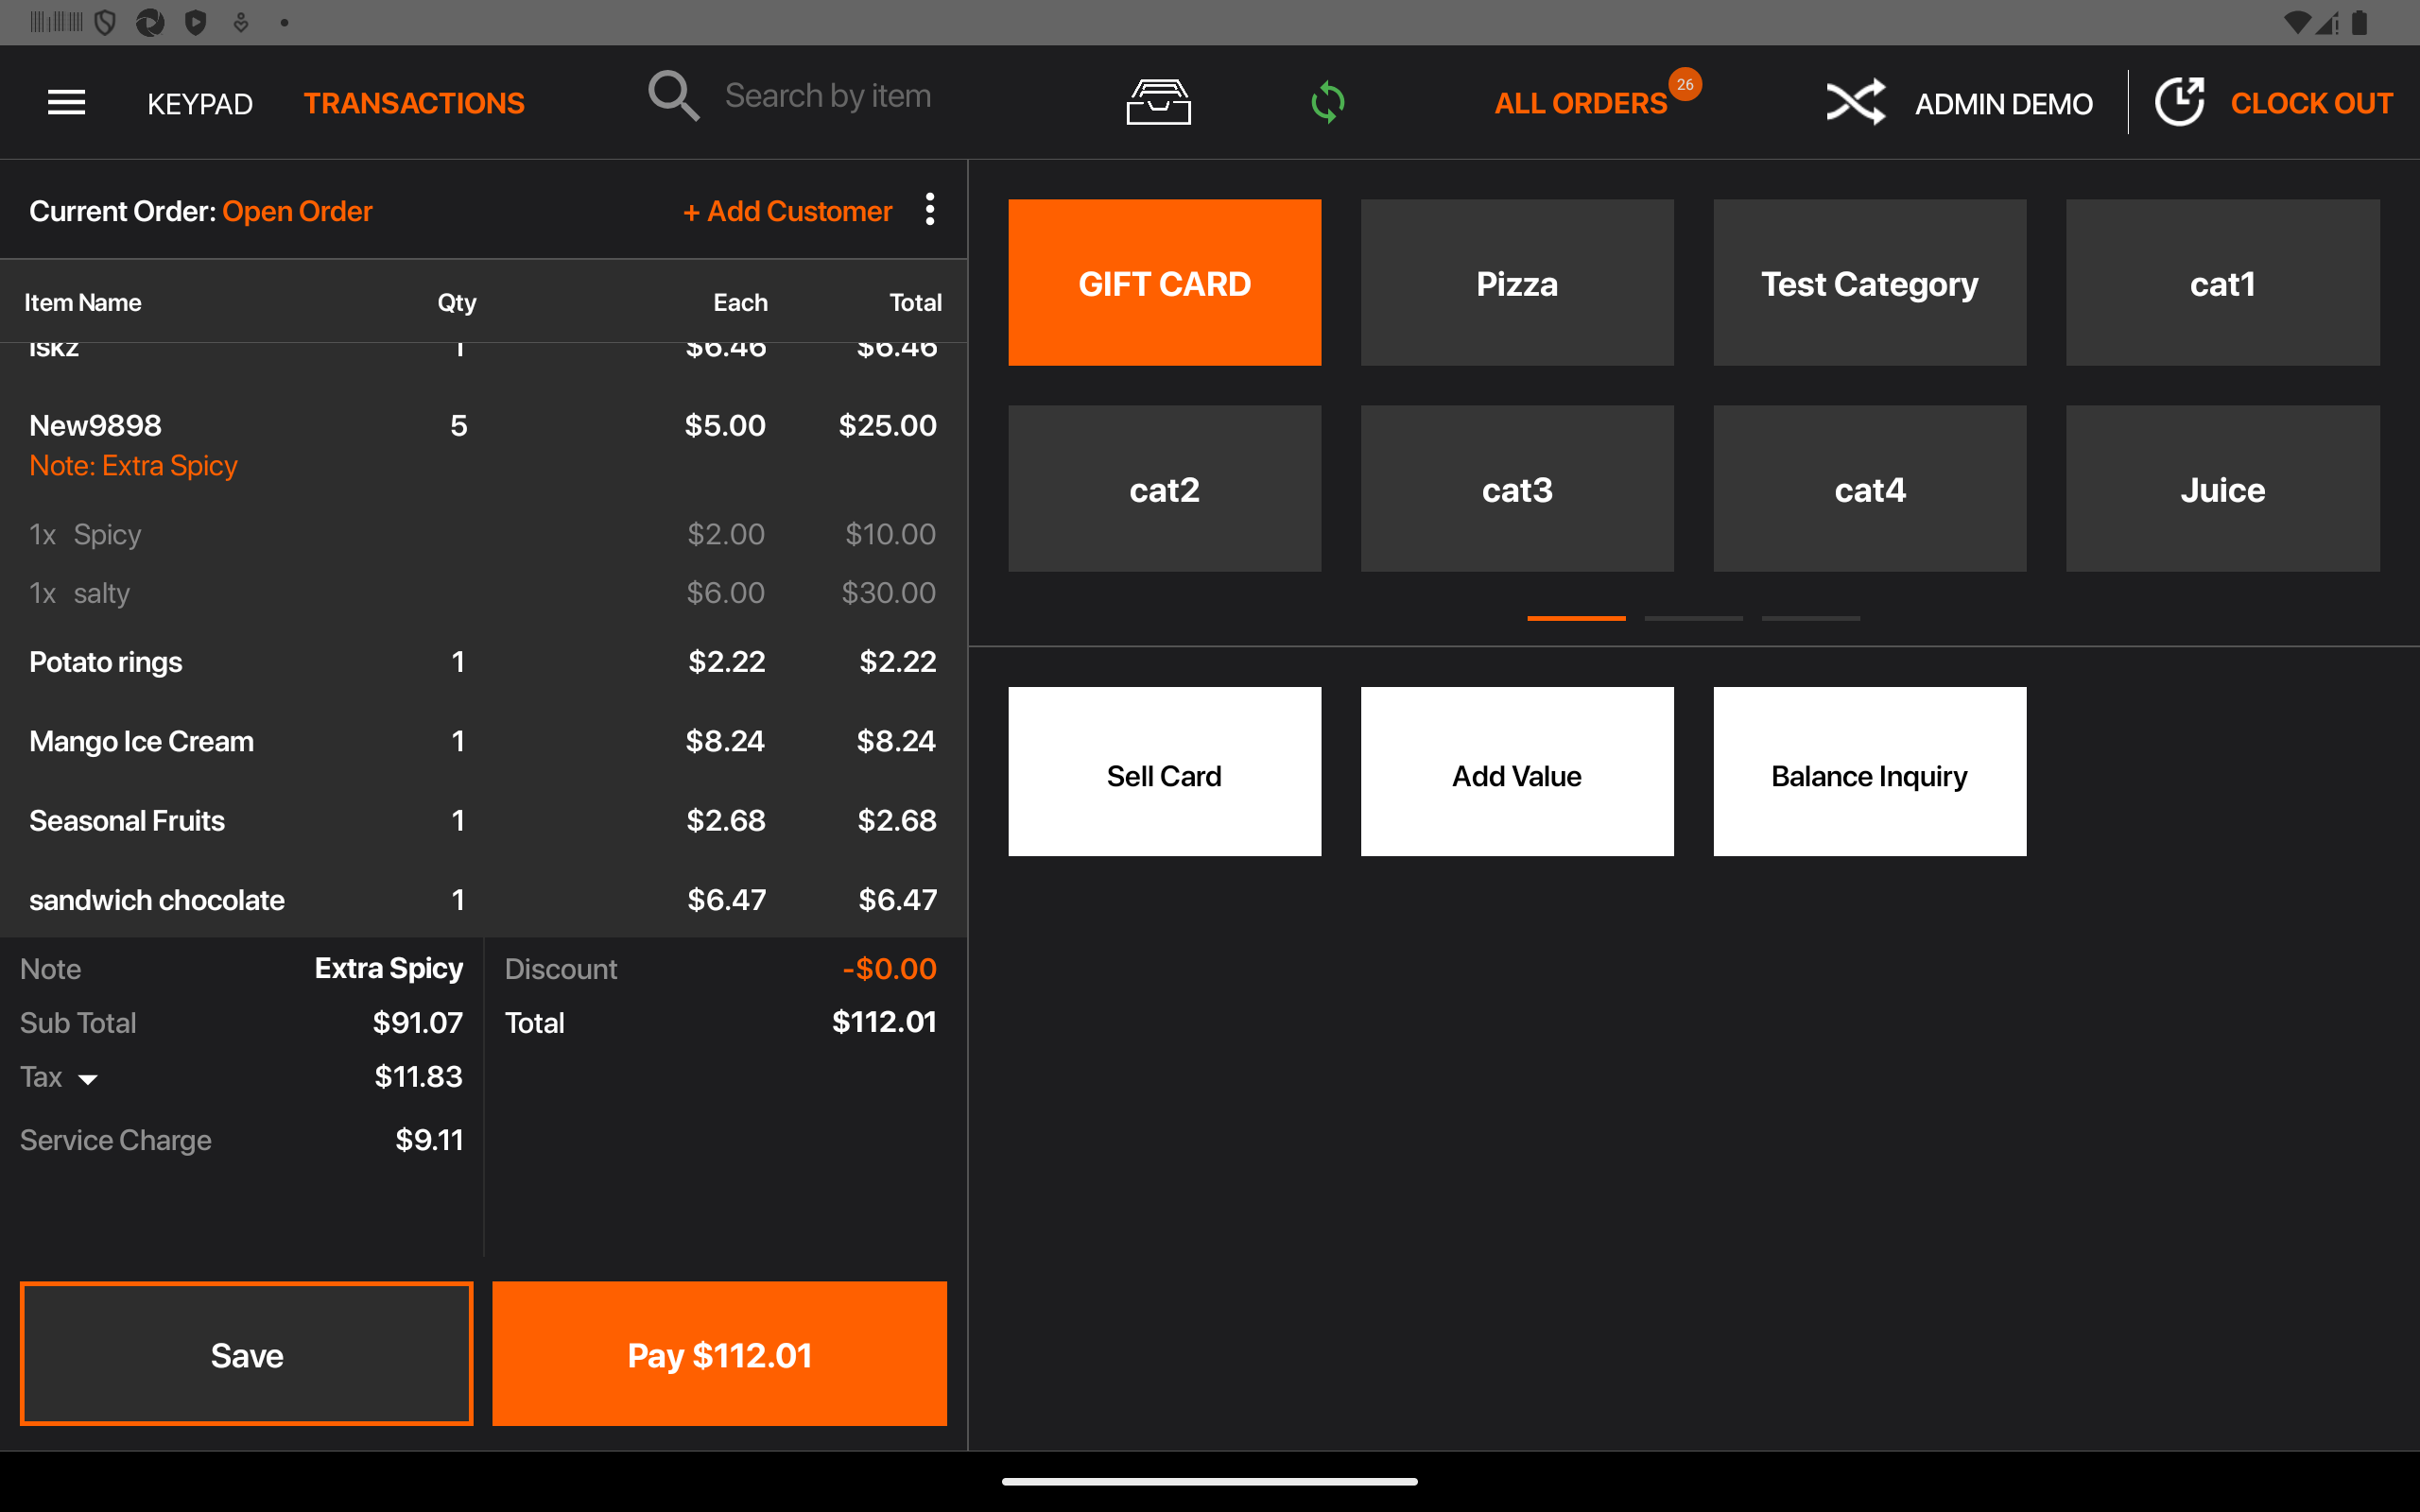 KEYPAD TRANSACTIONS Search by item ALL ORDERS 26 ADMIN DEMO CLOCK OUT
Current Order: Open Order + Add Customer
Item Name Qty Each Total
1 $6.46 $6.46
New9898 5 $5.00 $25.00
Note: Extra Spicy
1x Spicy $2.00 $10.00
1x salty $6.00 $30.00
Potato rings 1 $2.22 $2.22
Mango Ice Cream 1 $8.24 $8.24
Seasonal Fruits 1 $2.68 $2.68
sandwich chocolate 1 $6.47 $6.47
Note Extra Spicy
Sub Total $91.07
Tax $11.83
Service Charge $9.11
Discount -$0.00
Total $112.01
Save
Pay $112.01
GIFT CARD
Pizza
Test Category
cat1
cat2
cat3
cat4
Juice
Sell Card
Add Value
Balance Inquiry